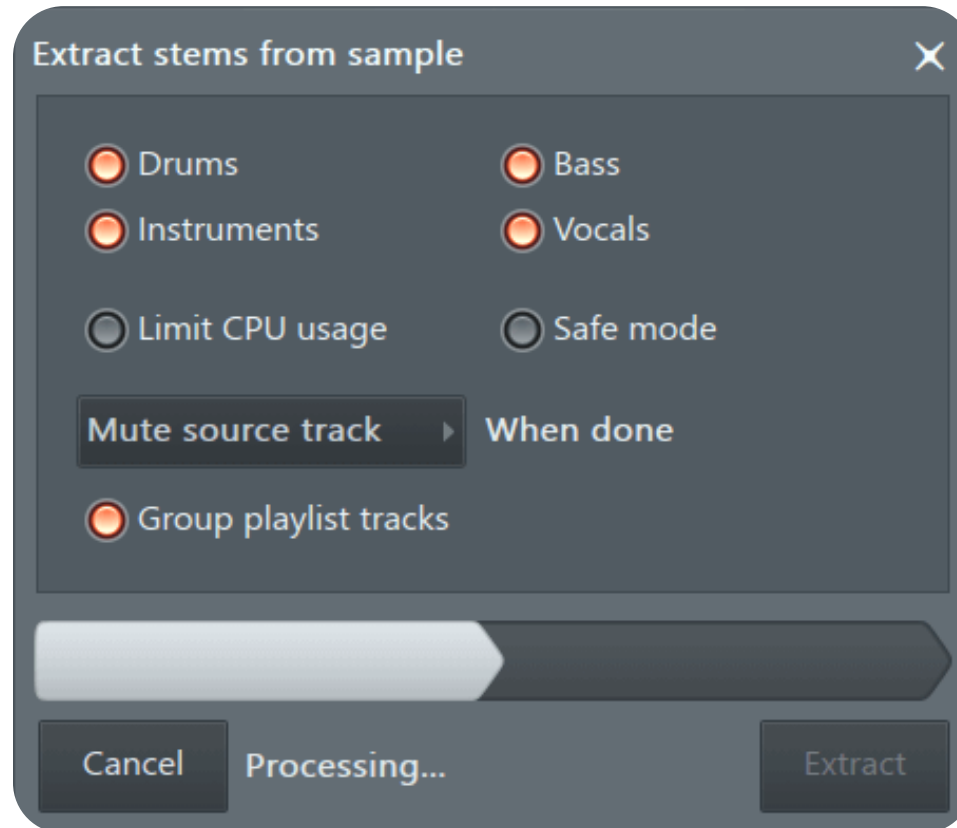 Extract stems from sample
Drums
Bass
Instruments
Vocals
Limit CPU usage
Safe mode
Mute source track
When done
Group playlist tracks
Cancel
Processing...
Extract